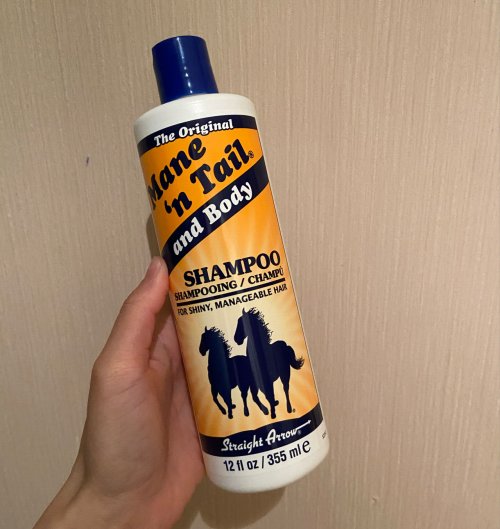 The Original
Mane
'n Tail®
and Body
SHAMPOO
SHAMPOOING / CHAMPÚ
FOR SHINY, MANAGEABLE HAIR
Straight Arrow®
12 fl oz / 355 ml e